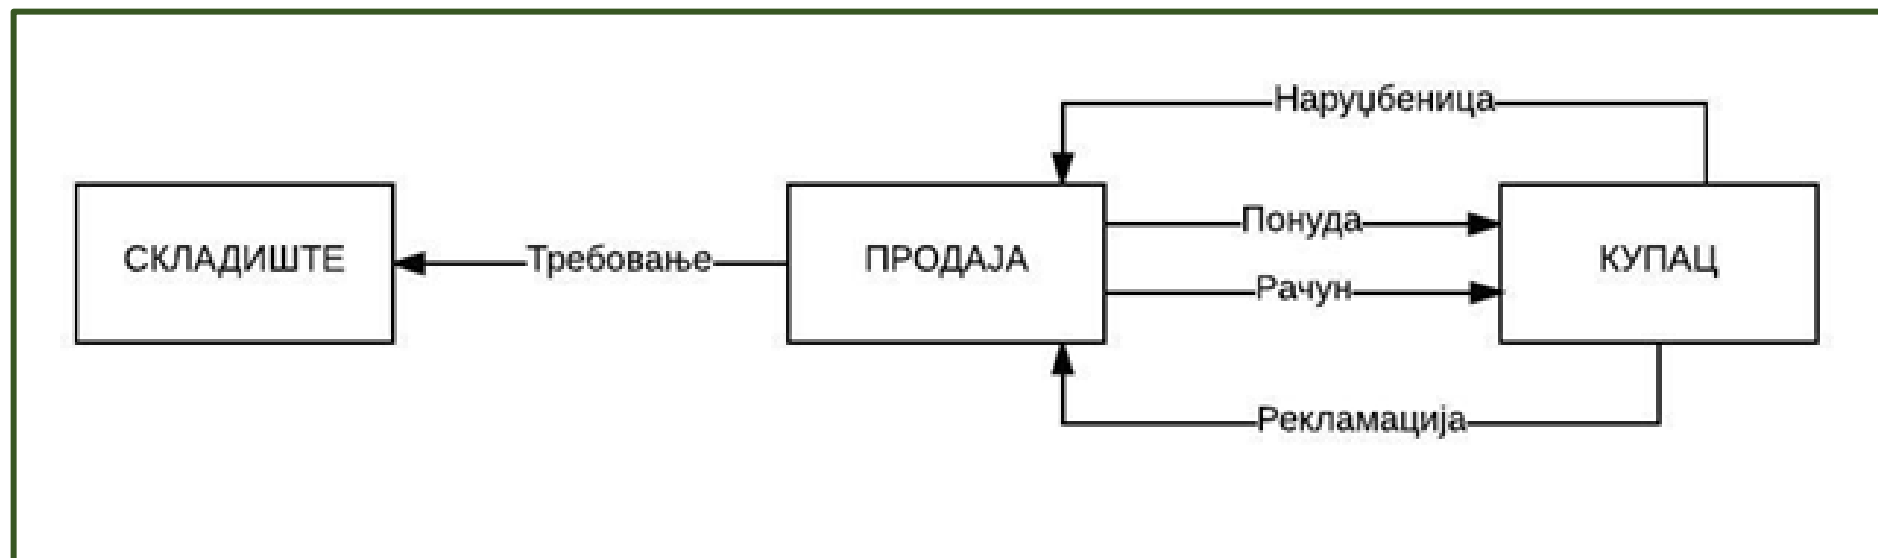 Наруџбеница
Понуда
СКЛАДИШТЕ
Требовање
ПРОДАЈА
КУПАЦ
Рачун
Рекламација